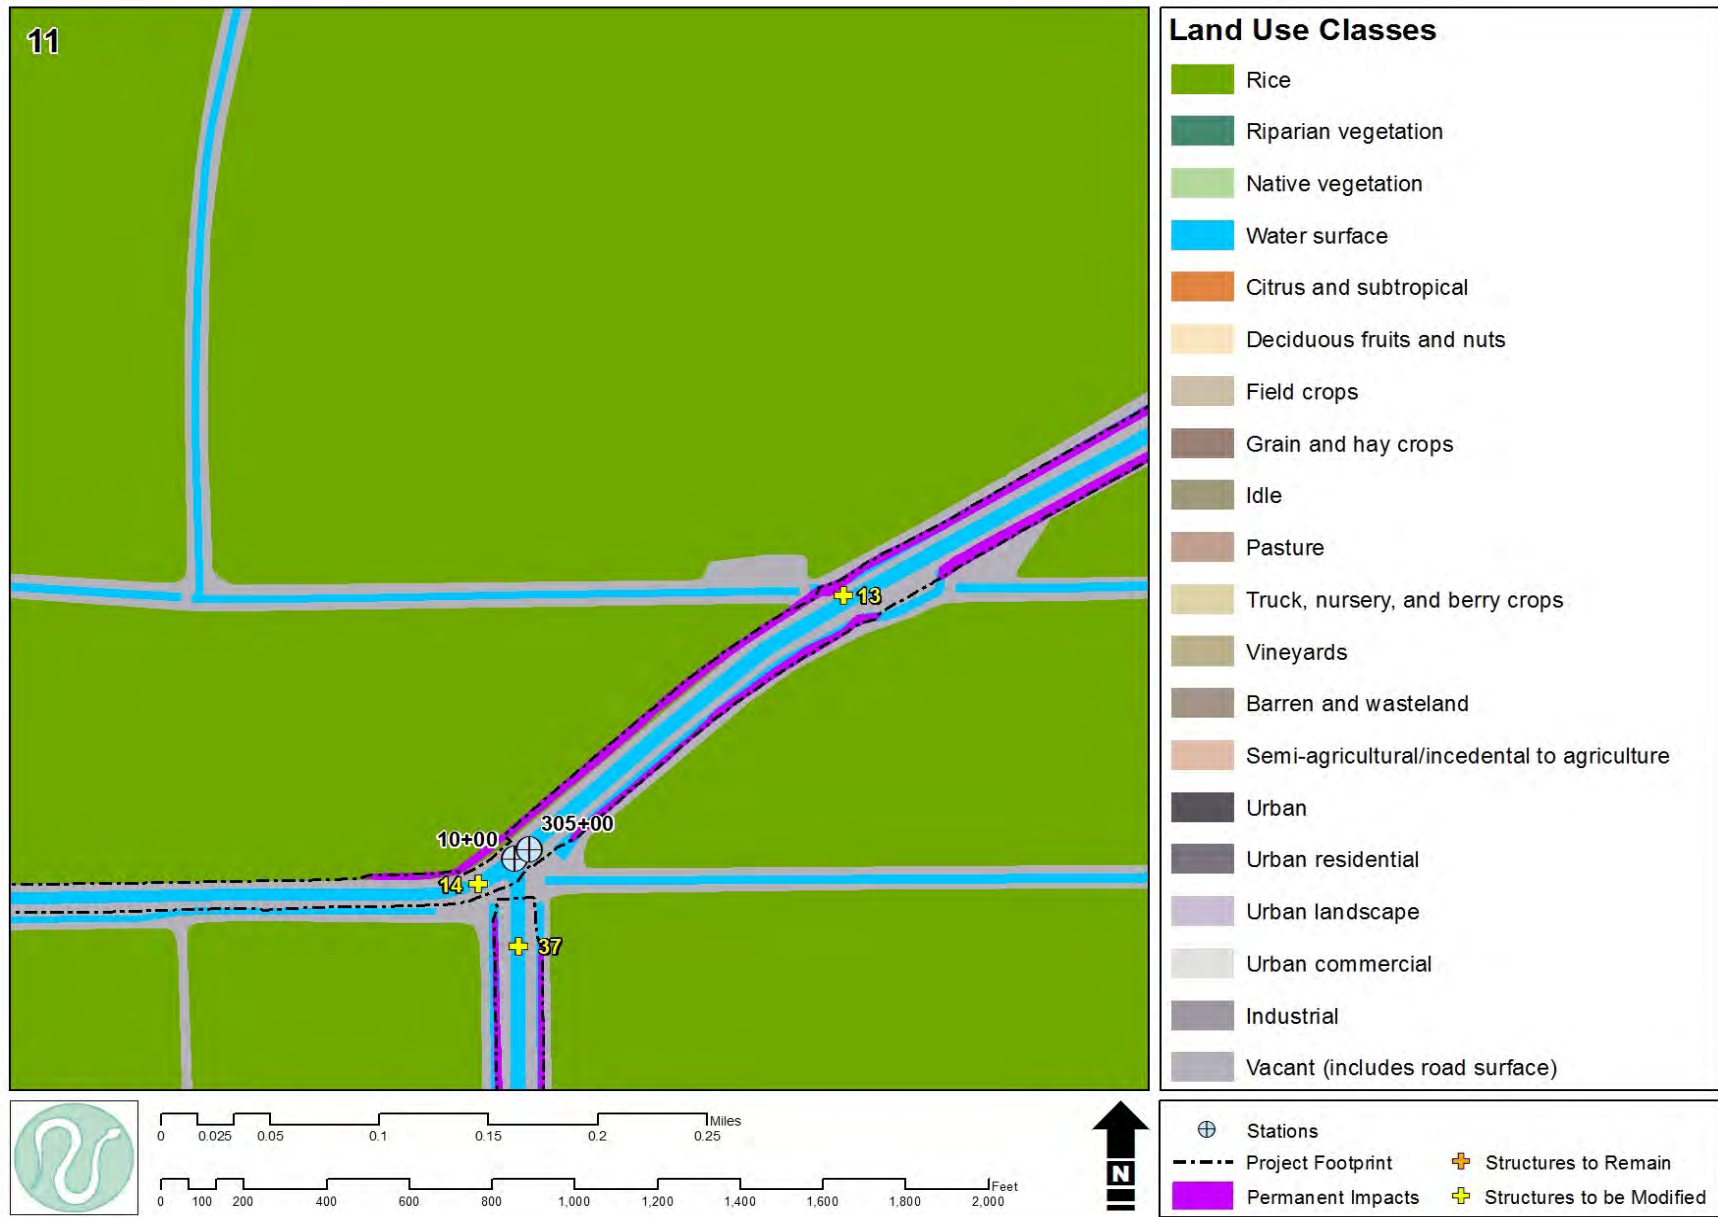 11
13
305+00
10+00
14
37
Land Use Classes
Rice
Riparian vegetation
Native vegetation
Water surface
Citrus and subtropical
Deciduous fruits and nuts
Field crops
Grain and hay crops
Idle
Pasture
Truck, nursery, and berry crops
Vineyards
Barren and wasteland
Semi-agricultural/incedental to agriculture
Urban
Urban residential
Urban landscape
Urban commercial
Industrial
Vacant (includes road surface)
Miles
0 0.025 0.05 0.1 0.15 0.2 0.25
Feet
0 100 200 400 600 800 1,000 1,200 1,400 1,600 1,800 2,000
N
Stations
Project Footprint
Structures to Remain
Permanent Impacts
Structures to be Modified